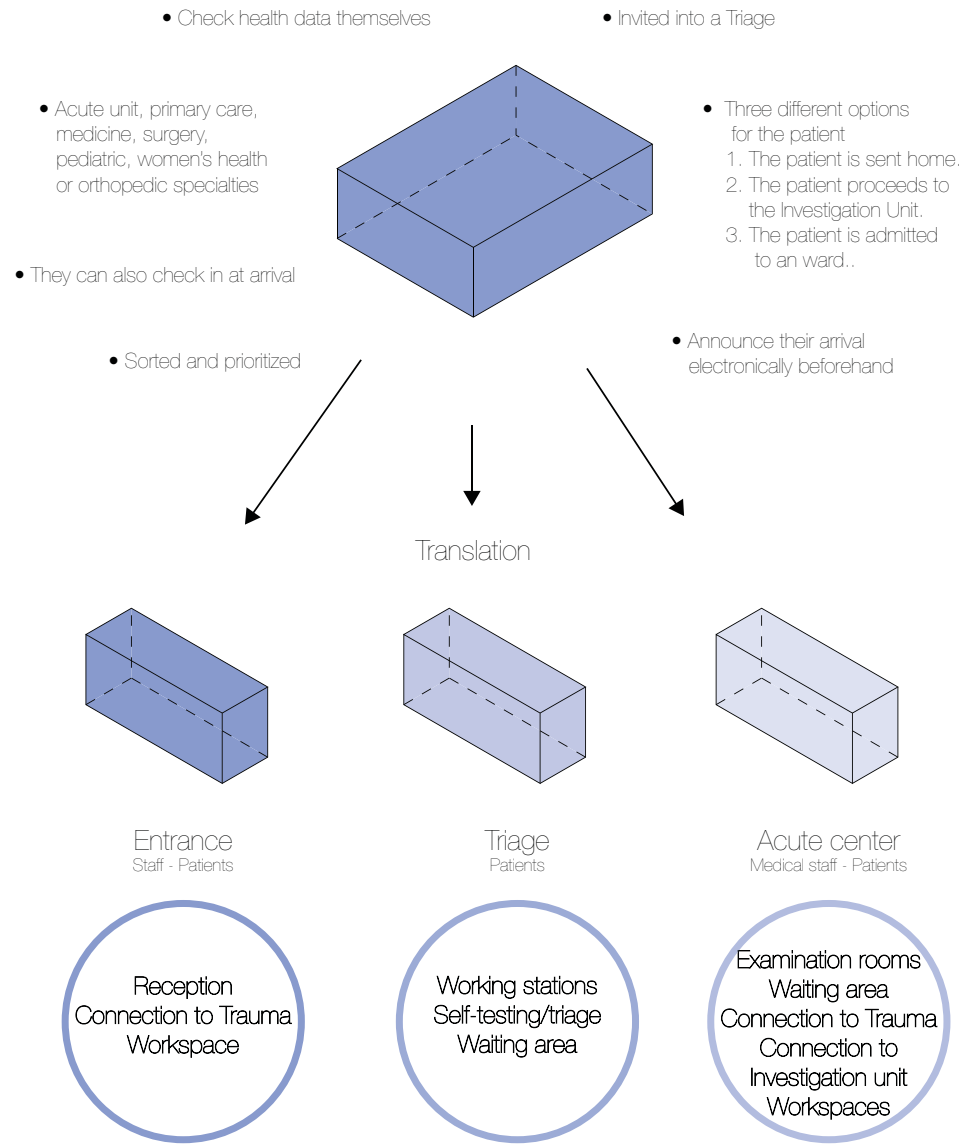 • Check health data themselves
• Invited into a Triage
• Acute unit, primary care,
medicine, surgery,
pediatric, women's health
or orthopedic specialties
• Three different options
for the patient
1. The patient is sent home.
2. The patient proceeds to
the Investigation Unit.
3. The patient is admitted
to an ward..
• They can also check in at arrival
• Sorted and prioritized
• Announce their arrival
electronically beforehand
Translation
Entrance
Staff - Patients
Triage
Patients
Acute center
Medical staff - Patients
Reception
Connection to Trauma
Workspace
Working stations
Self-testing/triage
Waiting area
Examination rooms
Waiting area
Connection to Trauma
Connection to
Investigation unit
Workspaces